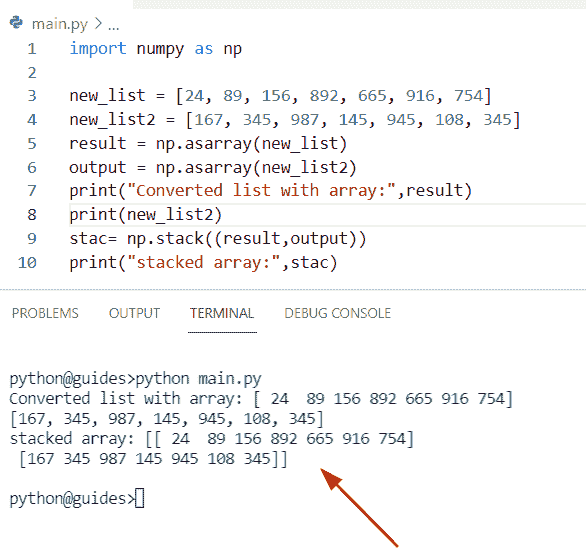 main.py > ...
1 import numpy as np
2
3 new_list = [24, 89, 156, 892, 665, 916, 754]
4 new_list2 = [167, 345, 987, 145, 945, 108, 345]
5 result = np.asarray(new_list)
6 output = np.asarray(new_list2)
7 print("Converted list with array:",result)
8 print(new_list2)
9 stac= np.stack((result,output))
10 print("stacked array:",stac)
PROBLEMS OUTPUT TERMINAL DEBUG CONSOLE
python@guides>python main.py
Converted list with array: [ 24  89 156 892 665 916 754]
[167, 345, 987, 145, 945, 108, 345]
stacked array: [[ 24  89 156 892 665 916 754]
 [167 345 987 145 945 108 345]]
python@guides>